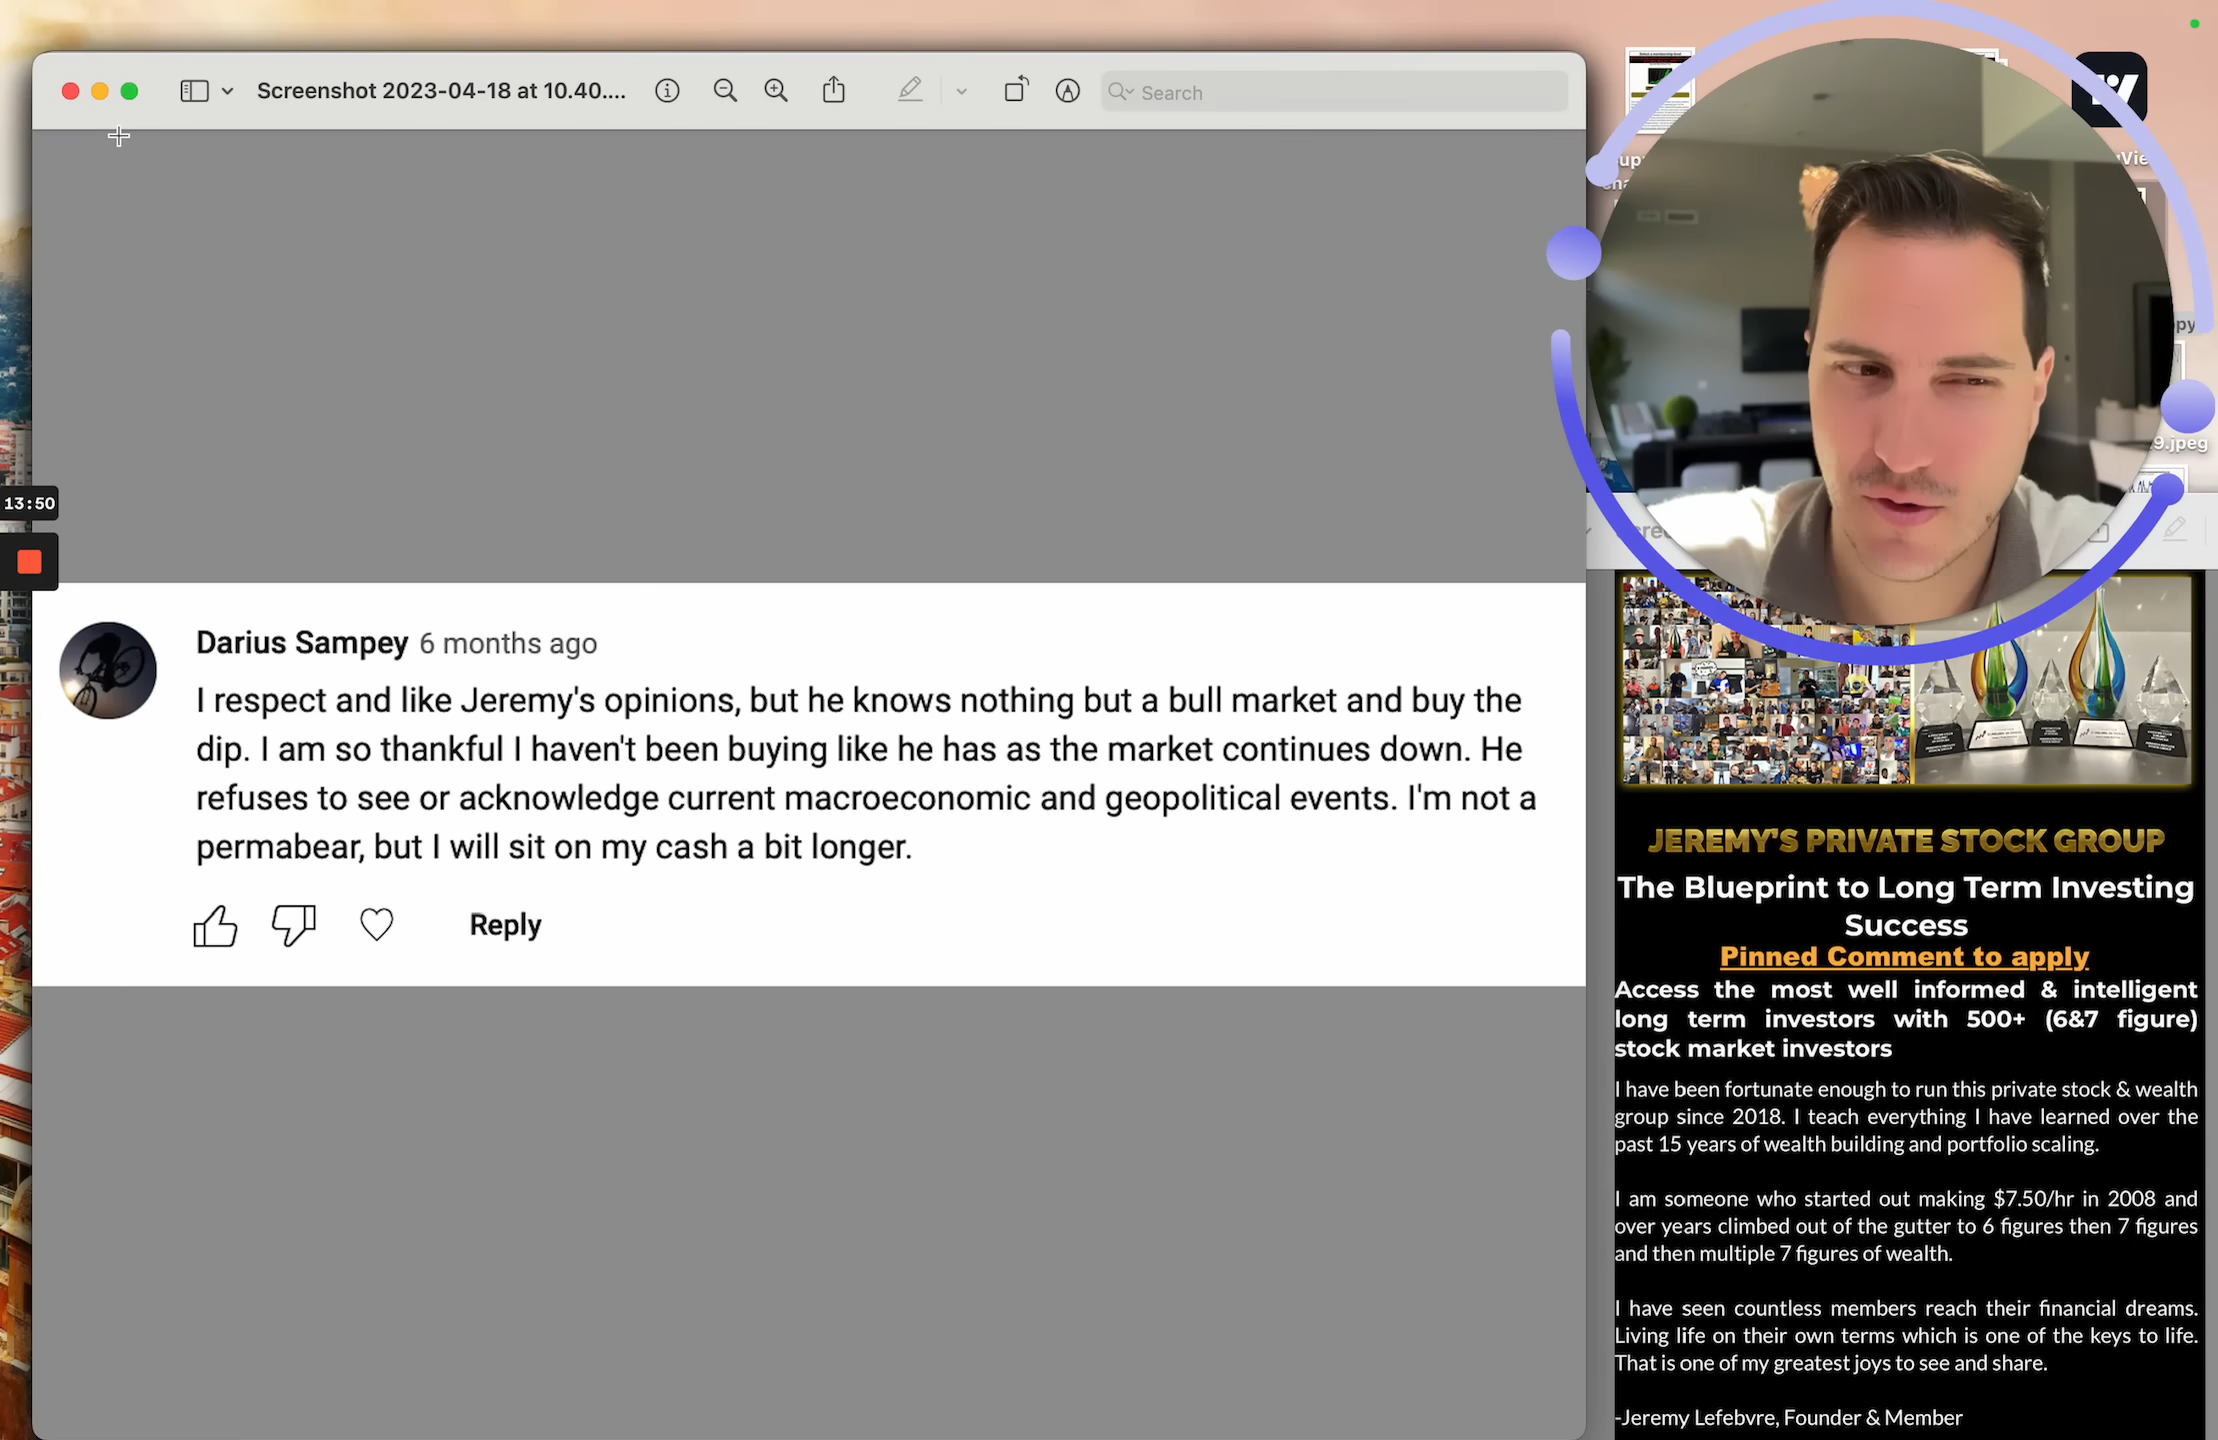 Screenshot 2023-04-18 at 10.40....
Search
13:50
Darius Sampey 6 months ago
I respect and like Jeremy's opinions, but he knows nothing but a bull market and buy the
dip. I am so thankful I haven't been buying like he has as the market continues down. He
refuses to see or acknowledge current macroeconomic and geopolitical events. I'm not a
permabear, but I will sit on my cash a bit longer.
Reply
9.jpeg
JEREMY'S PRIVATE STOCK GROUP
The Blueprint to Long Term Investing
Success
Pinned Comment to apply
Access the most well informed & intelligent
long term investors with 500+ (6&7 figure)
stock market investors
I have been fortunate enough to run this private stock & wealth
group since 2018. I teach everything I have learned over the
past 15 years of wealth building and portfolio scaling.
I am someone who started out making $7.50/hr in 2008 and
over years climbed out of the gutter to 6 figures then 7 figures
and then multiple 7 figures of wealth.
I have seen countless members reach their financial dreams.
Living life on their own terms which is one of the keys to life.
That is one of my greatest joys to see and share.
-Jeremy Lefebvre, Founder & Member